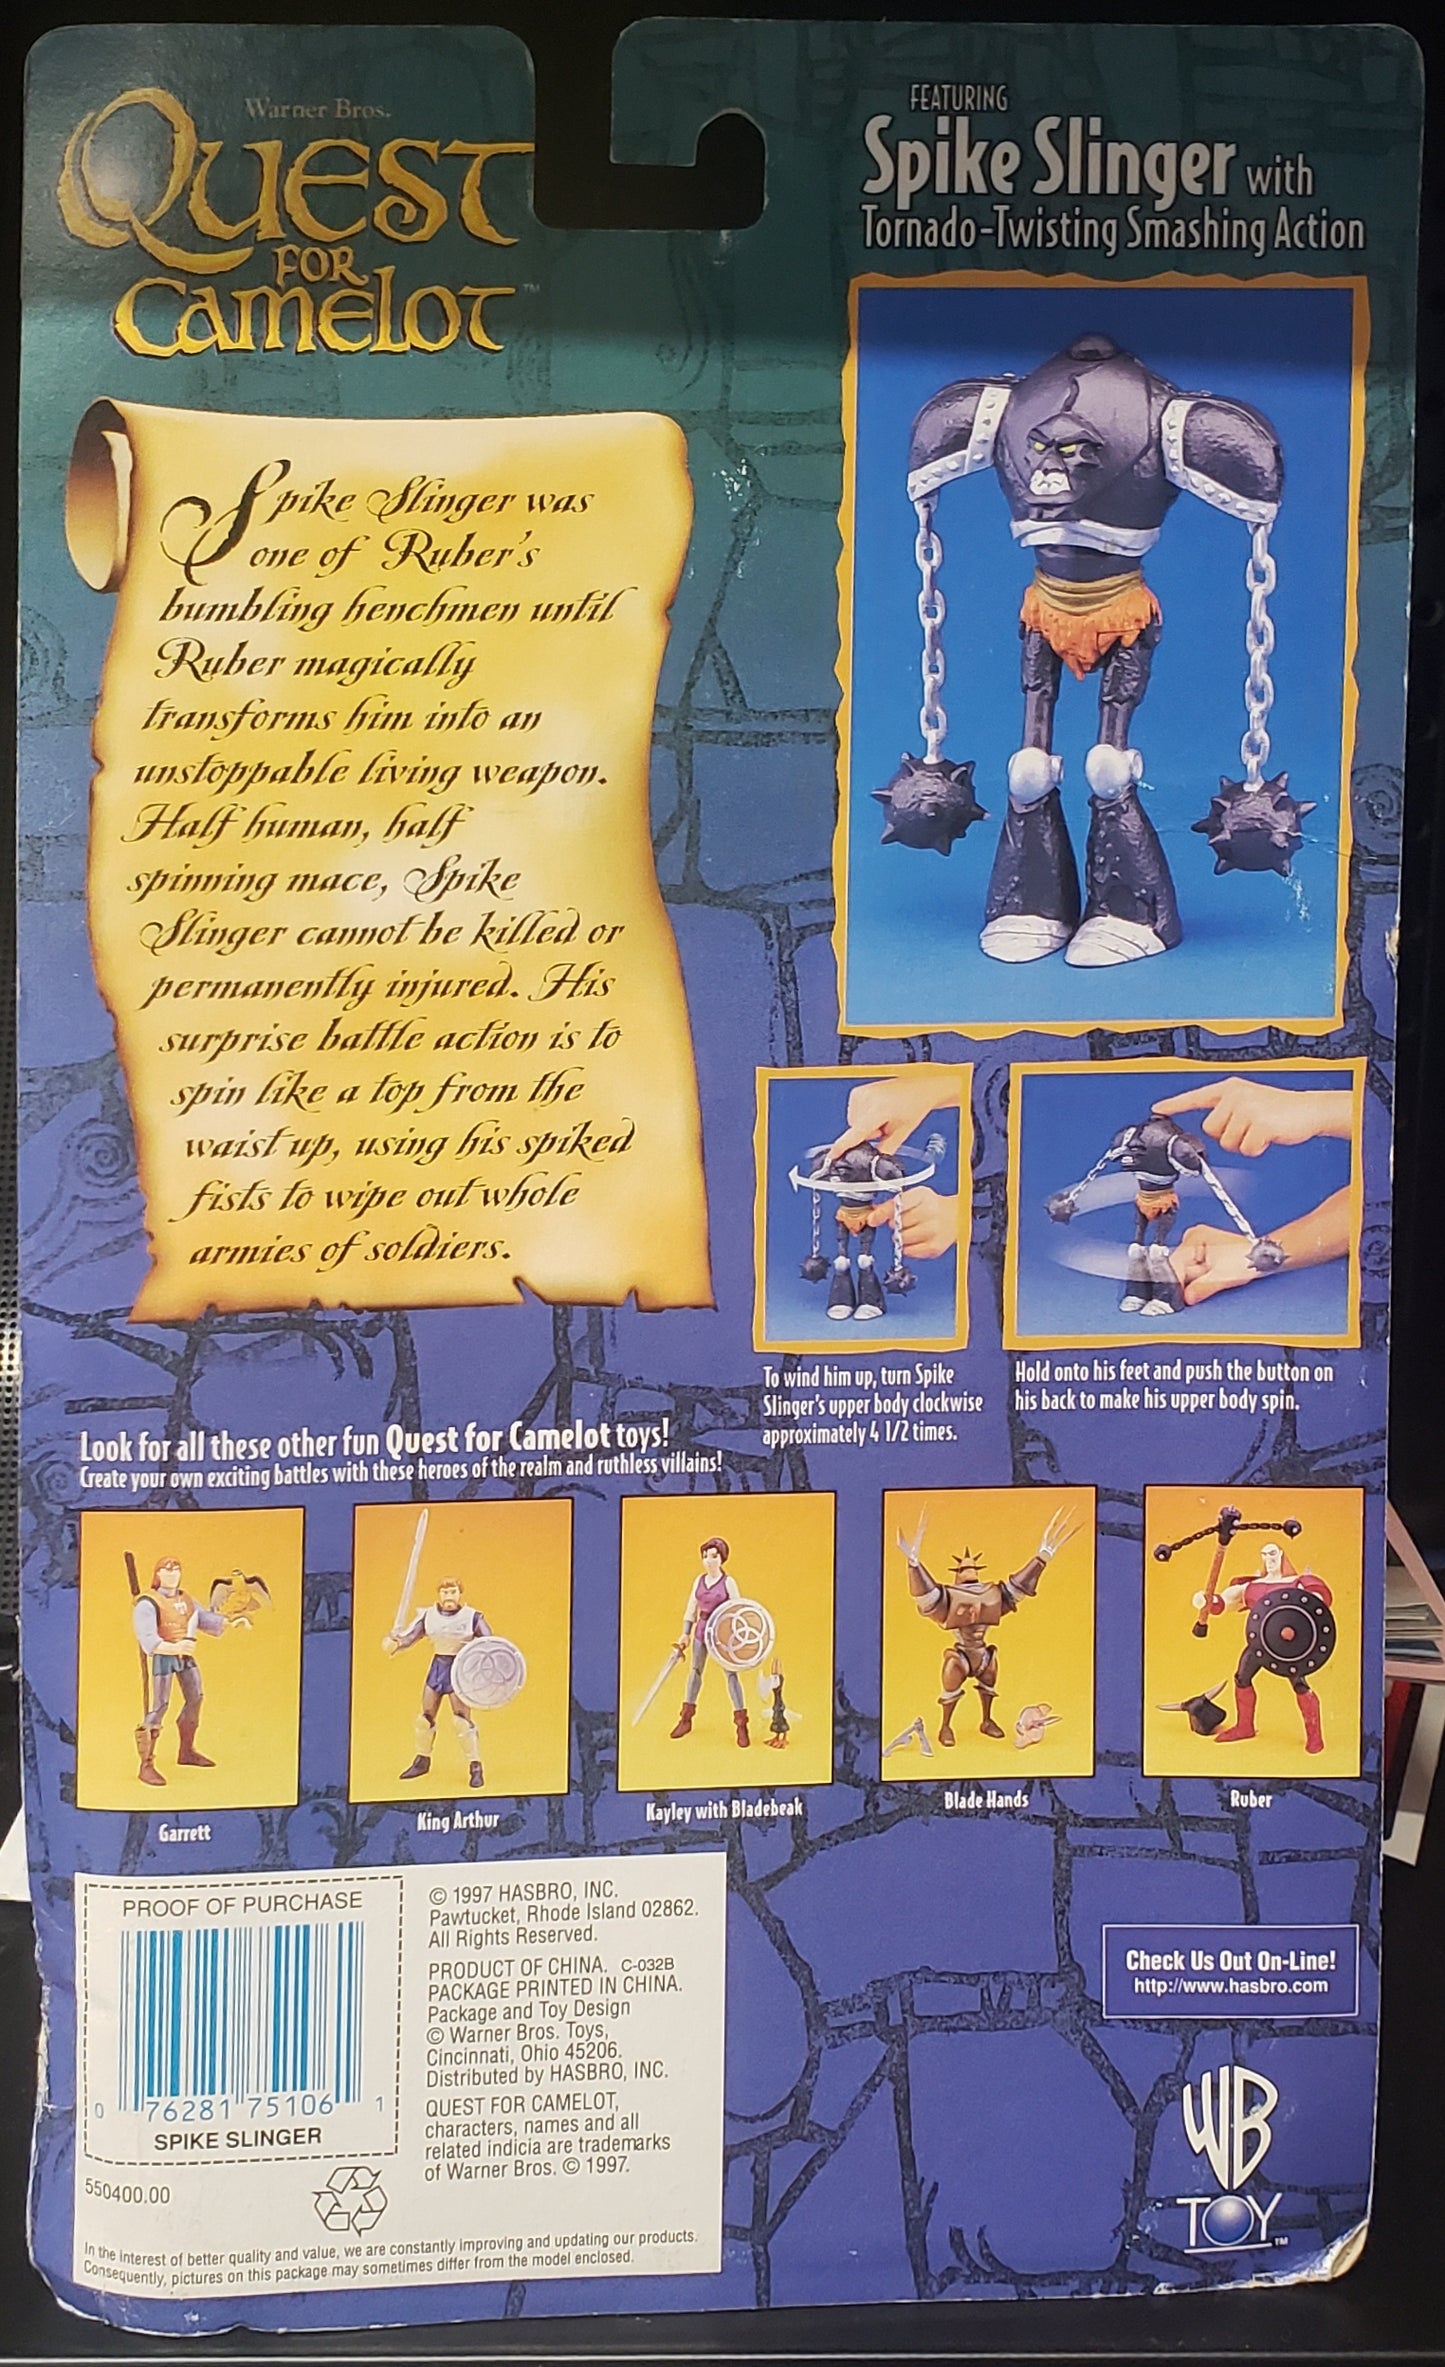 Warner Bros.
QUEST
FOR
CAMELOT™
FEATURING
Spike Slinger with
Tornado-Twisting Smashing Action
Spike Slinger was
one of Ruber's
bumbling henchmen until
Ruber magically
transforms him into an
unstoppable living weapon.
Half human, half
spinning mace, Spike
Slinger cannot be killed or
permanently injured. His
surprise battle action is to
spin like a top from the
waist up, using his spiked
fists to wipe out whole
armies of soldiers.
To wind him up, turn Spike
Slinger's upper body clockwise
approximately 4 1/2 times.
Hold onto his feet and push the button on
his back to make his upper body spin.
Look for all these other fun Quest for Camelot toys!
Create your own exciting battles with these heroes of the realm and ruthless villains!
Garrett
King Arthur
Kayley with Bladebeak
Blade Hands
Ruber
PROOF OF PURCHASE
0 76281 75106 1
SPIKE SLINGER
550400.00
© 1997 HASBRO, INC.
Pawtucket, Rhode Island 02862.
All Rights Reserved.
PRODUCT OF CHINA. C-032B
PACKAGE PRINTED IN CHINA.
Package and Toy Design
© Warner Bros. Toys,
Cincinnati, Ohio 45206.
Distributed by HASBRO, INC.
QUEST FOR CAMELOT,
characters, names and all
related indicia are trademarks
of Warner Bros. © 1997.
In the interest of better quality and value, we are constantly improving and updating our products.
Consequently, pictures on this package may sometimes differ from the model enclosed.
Check Us Out On-Line!
http://www.hasbro.com
WB
TOY™